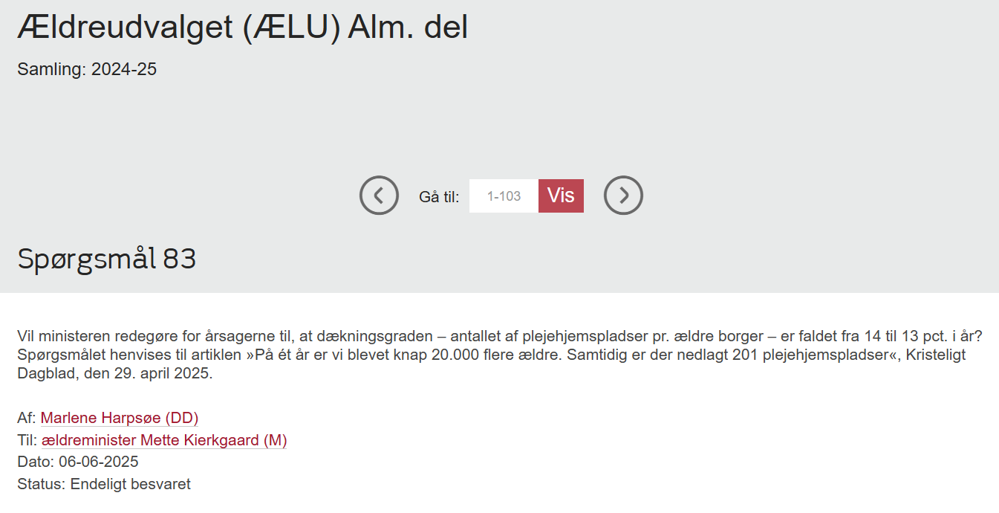 Ældreudvalget (ÆLU) Alm. del
Samling: 2024-25
Gå til:
1-103
Vis
Spørgsmål 83
Vil ministeren redegøre for årsagerne til, at dækningsgraden – antallet af plejehjemspladser pr. ældre borger – er faldet fra 14 til 13 pct. i år?
Spørgsmålet henvises til artiklen »På ét år er vi blevet knap 20.000 flere ældre. Samtidig er der nedlagt 201 plejehjemspladser«, Kristeligt
Dagblad, den 29. april 2025.
Af: Marlene Harpsøe (DD)
Til: ældreminister Mette Kierkgaard (M)
Dato: 06-06-2025
Status: Endeligt besvaret